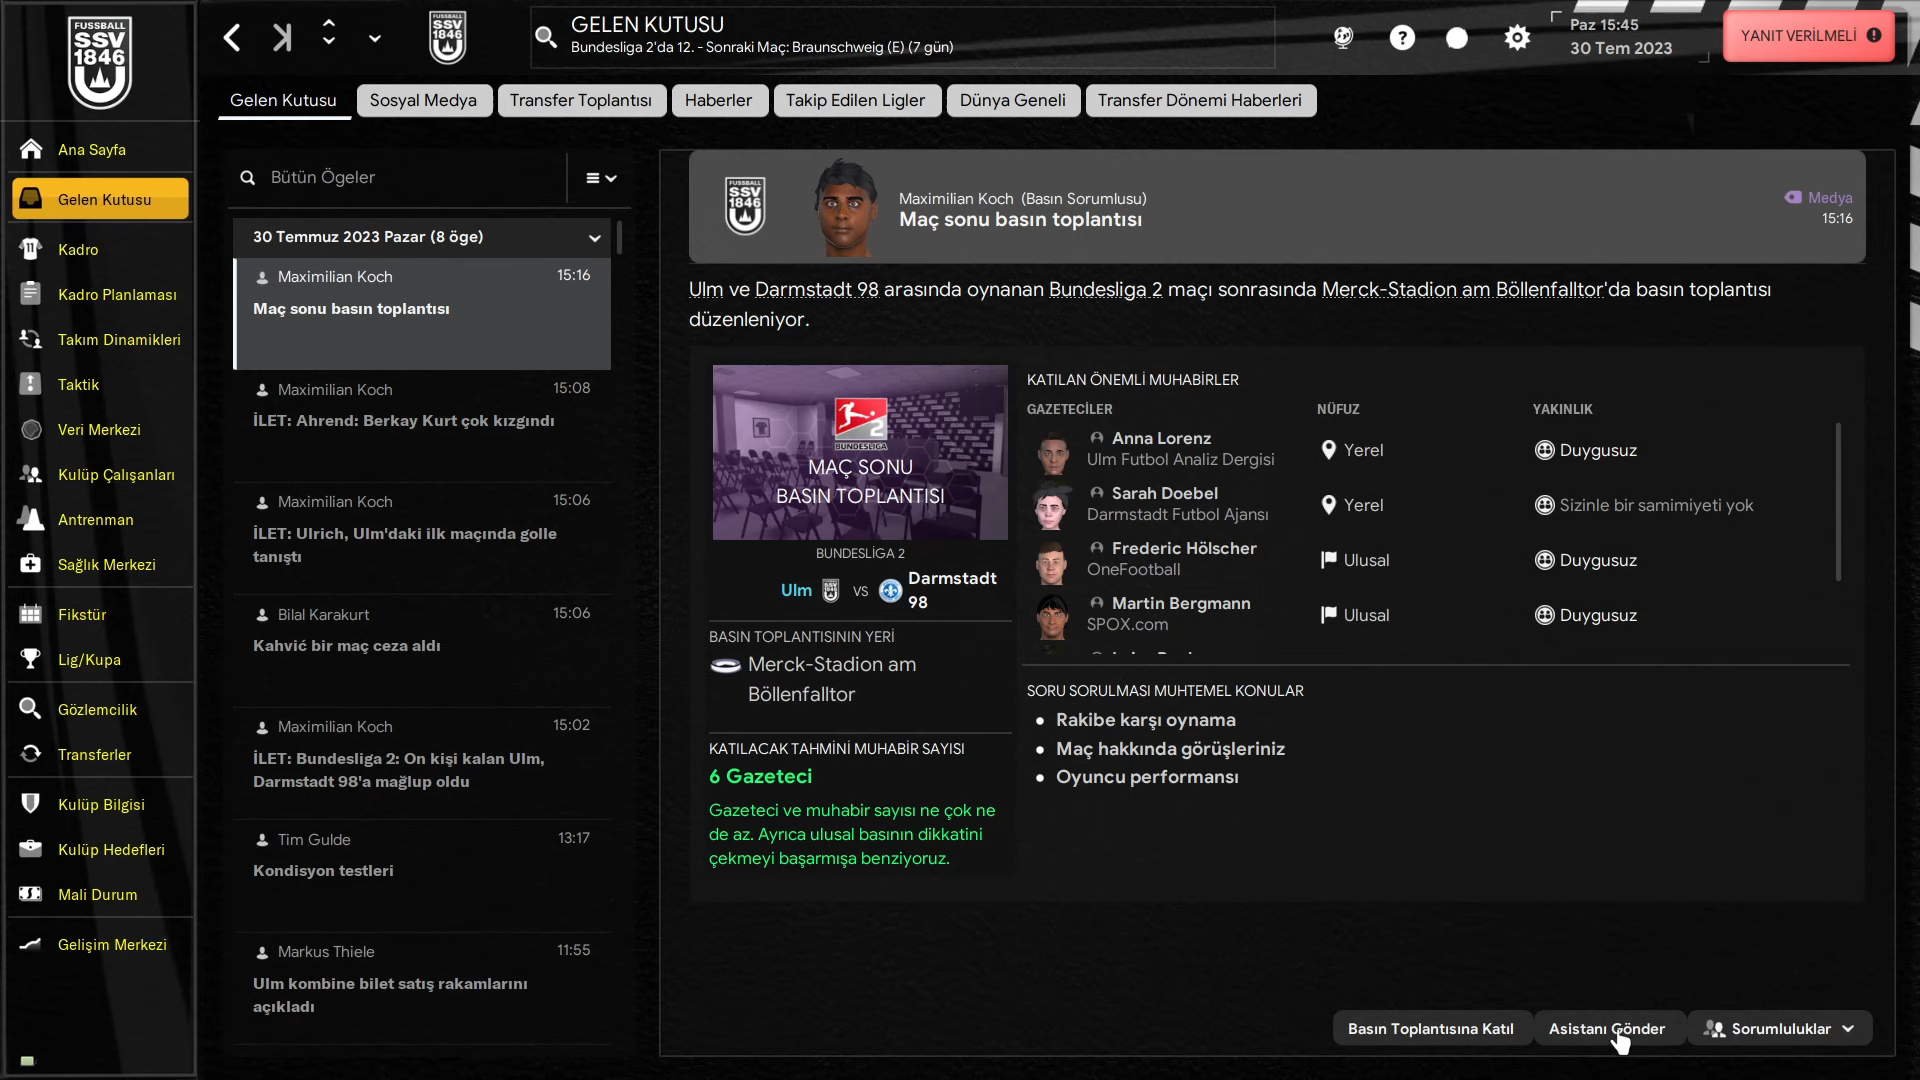 FUSSBALL
SSV
1846
FUSSBALL
SSV
1846
GELEN KUTUSU
Bundesliga 2'da 12. - Sonraki Maç: Braunschweig (E) (7 gün)
Paz 15:45
30 Tem 2023
YANIT VERİLMELİ
Gelen Kutusu
Sosyal Medya
Transfer Toplantısı
Haberler
Takip Edilen Ligler
Dünya Geneli
Transfer Dönemi Haberleri
Ana Sayfa
Gelen Kutusu
Kadro
Kadro Planlaması
Takım Dinamikleri
Taktik
Veri Merkezi
Kulüp Çalışanları
Antrenman
Sağlık Merkezi
Fikstür
Lig/Kupa
Gözlemcilik
Transferler
Kulüp Bilgisi
Kulüp Hedefleri
Mali Durum
Gelişim Merkezi
Bütün Ögeler
30 Temmuz 2023 Pazar (8 öge)
Maximilian Koch 15:16
Maç sonu basın toplantısı
Maximilian Koch 15:08
İLET: Ahrend: Berkay Kurt çok kızgındı
Maximilian Koch 15:06
İLET: Ulrich, Ulm'daki ilk maçında golle
tanıştı
Bilal Karakurt 15:06
Kahvić bir maç ceza aldı
Maximilian Koch 15:02
İLET: Bundesliga 2: On kişi kalan Ulm,
Darmstadt 98'a mağlup oldu
Tim Gulde 13:17
Kondisyon testleri
Markus Thiele 11:55
Ulm kombine bilet satış rakamlarını
açıkladı
FUSSBALL
SSV
1846
Maximilian Koch (Basın Sorumlusu)
Maç sonu basın toplantısı
Medya
15:16
Ulm ve Darmstadt 98 arasında oynanan Bundesliga 2 maçı sonrasında Merck-Stadion am Böllenfalltor'da basın toplantısı
düzenleniyor.
BUNDESLIGA
MAÇ SONU
BASIN TOPLANTISI
BUNDESLİGA 2
Ulm VS Darmstadt
98
BASIN TOPLANTISININ YERİ
Merck-Stadion am
Böllenfalltor
KATILACAK TAHMİNİ MUHABİR SAYISI
6 Gazeteci
Gazeteci ve muhabir sayısı ne çok ne
de az. Ayrıca ulusal basının dikkatini
çekmeyi başarmışa benziyoruz.
KATILAN ÖNEMLİ MUHABİRLER
GAZETECİLER NÜFUZ YAKINLIK
Anna Lorenz
Ulm Futbol Analiz Dergisi
Yerel
Duygusuz
Sarah Doebel
Darmstadt Futbol Ajansı
Yerel
Sizinle bir samimiyeti yok
Frederic Hölscher
OneFootball
Ulusal
Duygusuz
Martin Bergmann
SPOX.com
Ulusal
Duygusuz
SORU SORULMASI MUHTEMEL KONULAR
Rakibe karşı oynama
Maç hakkında görüşleriniz
Oyuncu performansı
Basın Toplantısına Katıl
Asistanı Gönder
Sorumluluklar